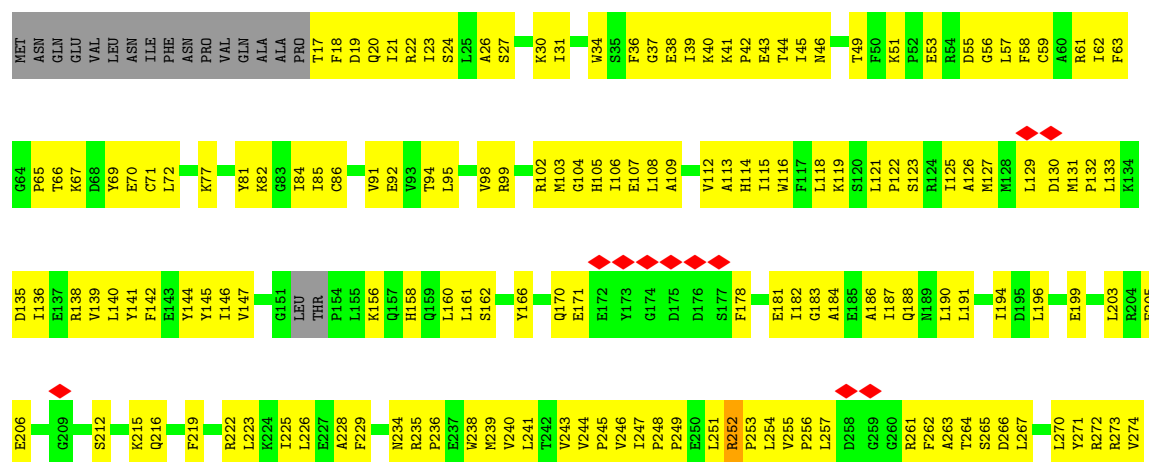 MET ASN GLN GLU VAL LEU ASN ILE PHE ASN PRO VAL GLN ALA ALA PRO T17 F18 D19 Q20 I21 R22 I23 S24 L25 A26 S27 K30 I31 W34 S35 F36 G37 E38 I39 K40 K41 P42 E43 T44 I45 N46 T49 F50 K51 P52 E53 R54 D55 G56 L57 F58 C59 A60 R61 I62 F63
G64 P65 T66 K67 D68 Y69 E70 C71 L72 K77 Y81 K82 G83 I84 I85 C86 V91 E92 V93 T94 L95 V98 R99 R102 M103 G104 H105 I106 E107 L108 A109 V112 A113 H114 I115 W116 F117 L118 K119 S120 L121 P122 S123 R124 I125 A126 M127 M128 L129 D130 M131 P132 L133 K134
D135 I136 E137 R138 V139 L140 Y141 F142 E143 Y144 Y145 I146 V147 G151 LEU THR P154 L155 K156 Q157 H158 Q159 L160 L161 S162 Y166 Q170 E171 E172 Y173 G174 D175 D176 S177 F178 E181 I182 G183 A184 E185 A186 I187 Q188 N189 L190 L191 I194 D195 L196 E199 L203 R204
E206 G209 S212 K215 Q216 F219 R222 L223 K224 I225 L226 E227 A228 F229 N234 R235 P236 E237 W238 M239 V240 L241 T242 V243 V244 P245 V246 I247 P248 P249 E250 L251 R252 P253 L254 V255 P256 L257 D258 G259 G260 R261 F262 A263 T264 S265 D266 L267 L270 Y271 R272 R273 V274